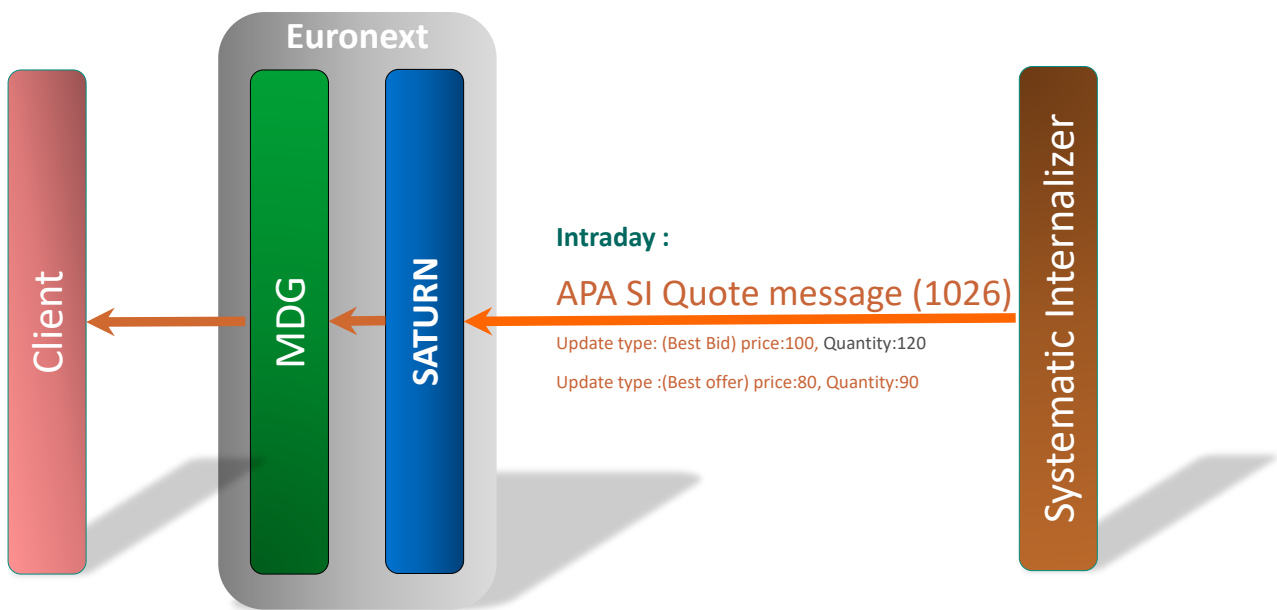 Euronext
Client
MDG
SATURN
Intraday :
APA SI Quote message (1026)
Update type: (Best Bid) price:100, Quantity:120
Update type :(Best offer) price:80, Quantity:90
Systematic Internalizer